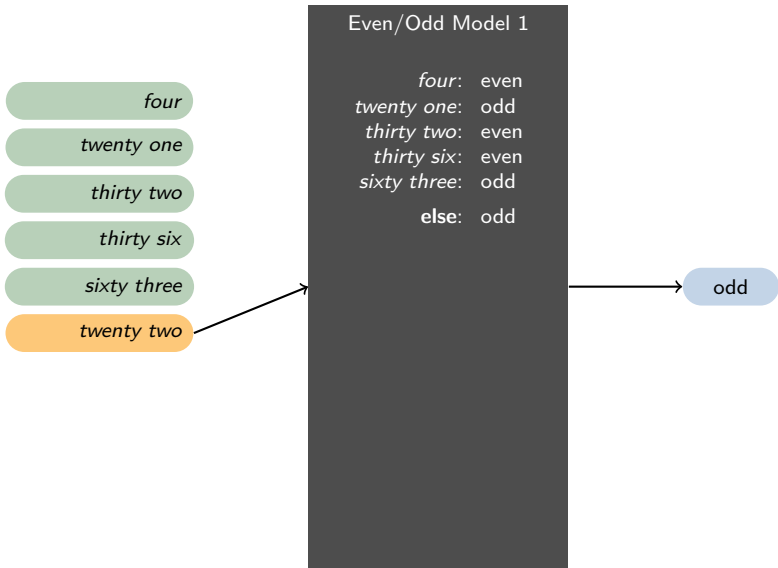 Even/Odd Model 1
four
twenty one
thirty two
thirty six
sixty three
twenty two
four: even
twenty one: odd
thirty two: even
thirty six: even
sixty three: odd
else: odd
odd